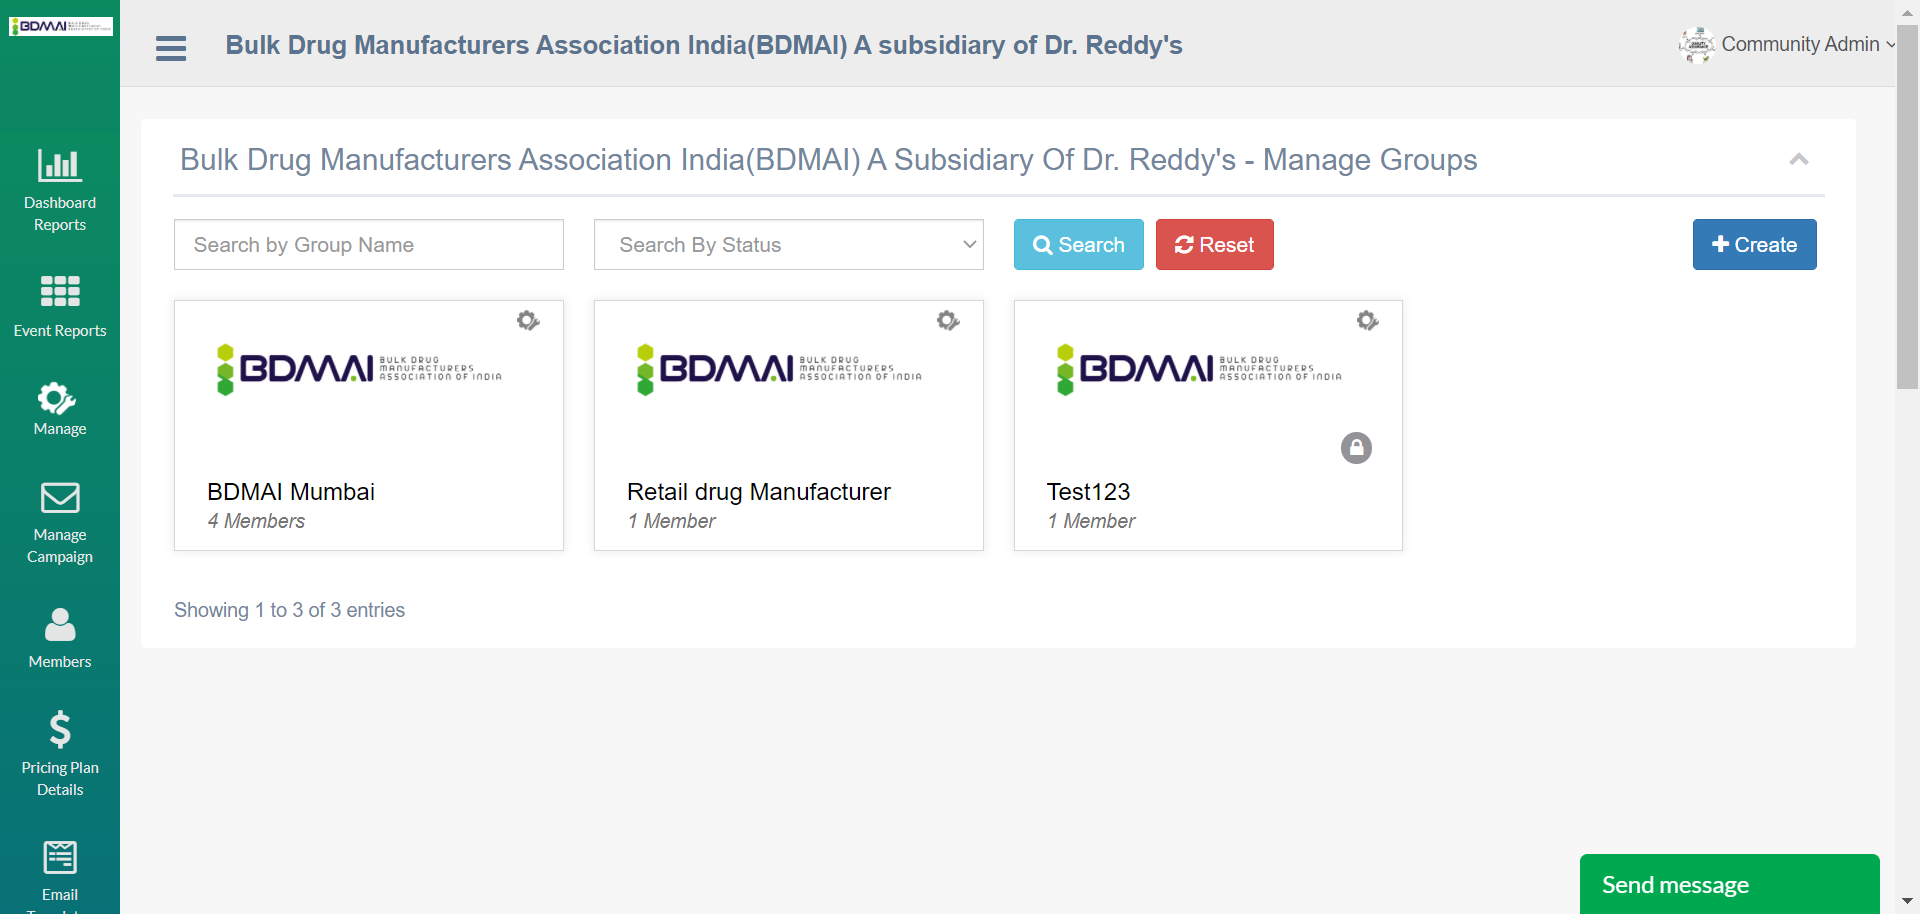 BDMAI
Bulk Drug Manufacturers Association India(BDMAI) A subsidiary of Dr. Reddy's
Community Admin
Dashboard
Reports
Event Reports
Manage
Manage
Campaign
Members
Pricing Plan
Details
Email
Bulk Drug Manufacturers Association India(BDMAI) A Subsidiary Of Dr. Reddy's - Manage Groups
Search by Group Name
Search By Status
Search
Reset
Create
BDMAI BULK DRUG
MANUFACTURERS
ASSOCIATION OF INDIA
BDMAI Mumbai
4 Members
BDMAI BULK DRUG
MANUFACTURERS
ASSOCIATION OF INDIA
Retail drug Manufacturer
1 Member
BDMAI BULK DRUG
MANUFACTURERS
ASSOCIATION OF INDIA
Test123
1 Member
Showing 1 to 3 of 3 entries
Send message